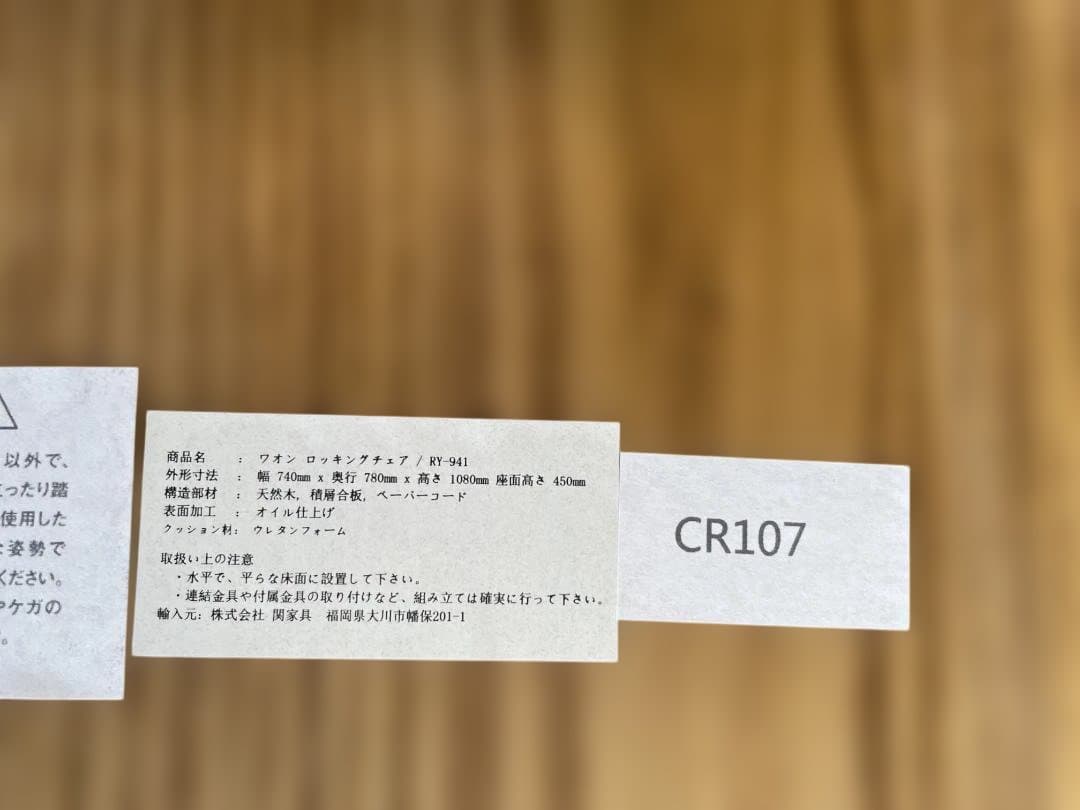 以外で、
立ったり踏
使用した
な姿勢で
ください。
やケガの
。
商品名 : ワオン ロッキングチェア / RY-941
外形寸法 : 幅 740mm x 奥行 780mm x 高さ 1080mm 座面高さ 450mm
構造部材 : 天然木, 積層合板, ペーパーコード
表面加工 : オイル仕上げ
クッション材: ウレタンフォーム
取扱い上の注意
・水平で、平らな床面に設置して下さい。
・連結金具や付属金具の取り付けなど、組み立ては確実に行って下さい。
輸入元: 株式会社 関家具 福岡県大川市幡保201-1
CR107